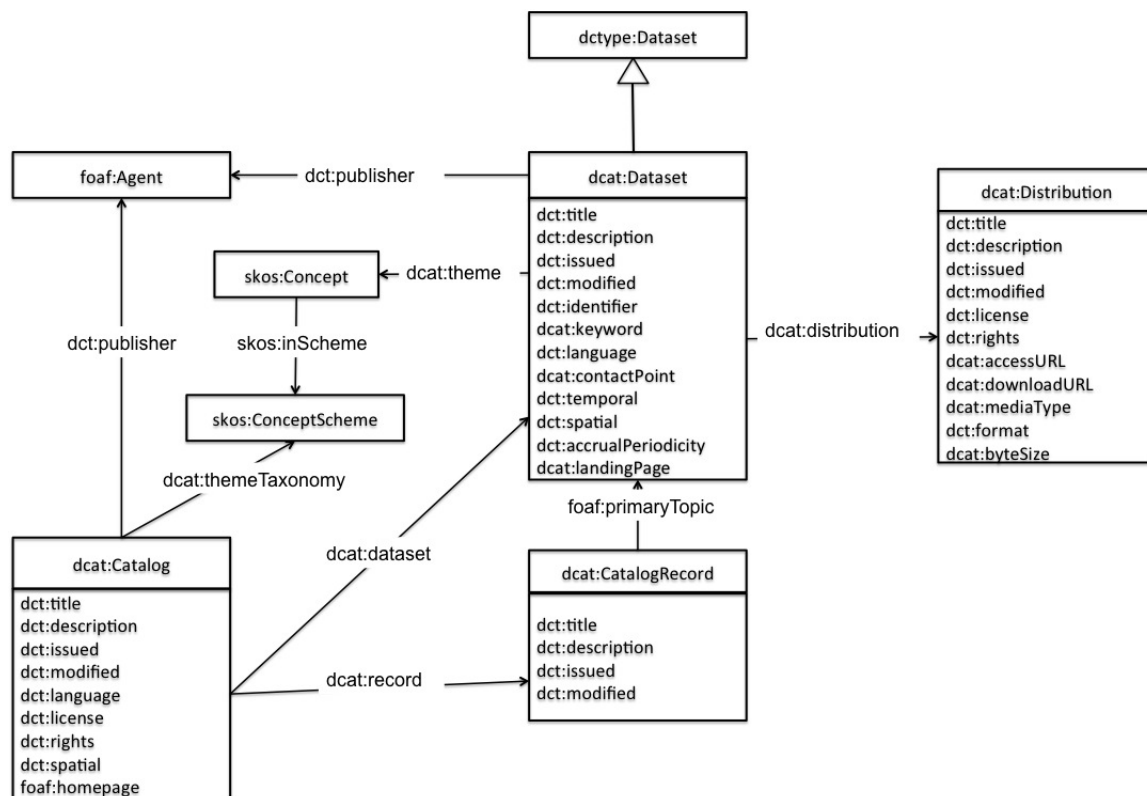 dctype:Dataset
foaf:Agent
dct:publisher
dcat:Dataset
dct:title
dct:description
dct:issued
dct:modified
dct:identifier
dcat:keyword
dct:language
dcat:contactPoint
dct:temporal
dct:spatial
dct:accrualPeriodicity
dcat:landingPage
dcat:Distribution
dct:title
dct:description
dct:issued
dct:modified
dct:license
dct:rights
dcat:accessURL
dcat:downloadURL
dcat:mediaType
dct:format
dcat:byteSize
skos:Concept
dcat:theme
dct:publisher
skos:inScheme
dcat:distribution
skos:ConceptScheme
dcat:themeTaxonomy
foaf:primaryTopic
dcat:dataset
dcat:Catalog
dct:title
dct:description
dct:issued
dct:modified
dct:language
dct:license
dct:rights
dct:spatial
foaf:homepage
dcat:record
dcat:CatalogRecord
dct:title
dct:description
dct:issued
dct:modified